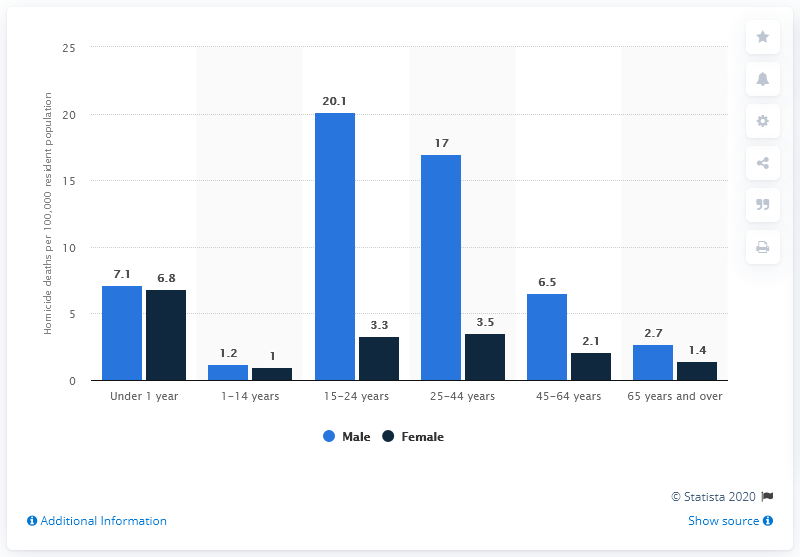 Homicide deaths per 100,000 resident population
25
20
15
10
5
0
7.1 6.8
1.2 1
20.1 3.3
17 3.5
6.5 2.1
2.7 1.4
Under 1 year 1-14 years 15-24 years 25-44 years 45-64 years 65 years and over
Male Female
© Statista 2020
Additional Information Show source